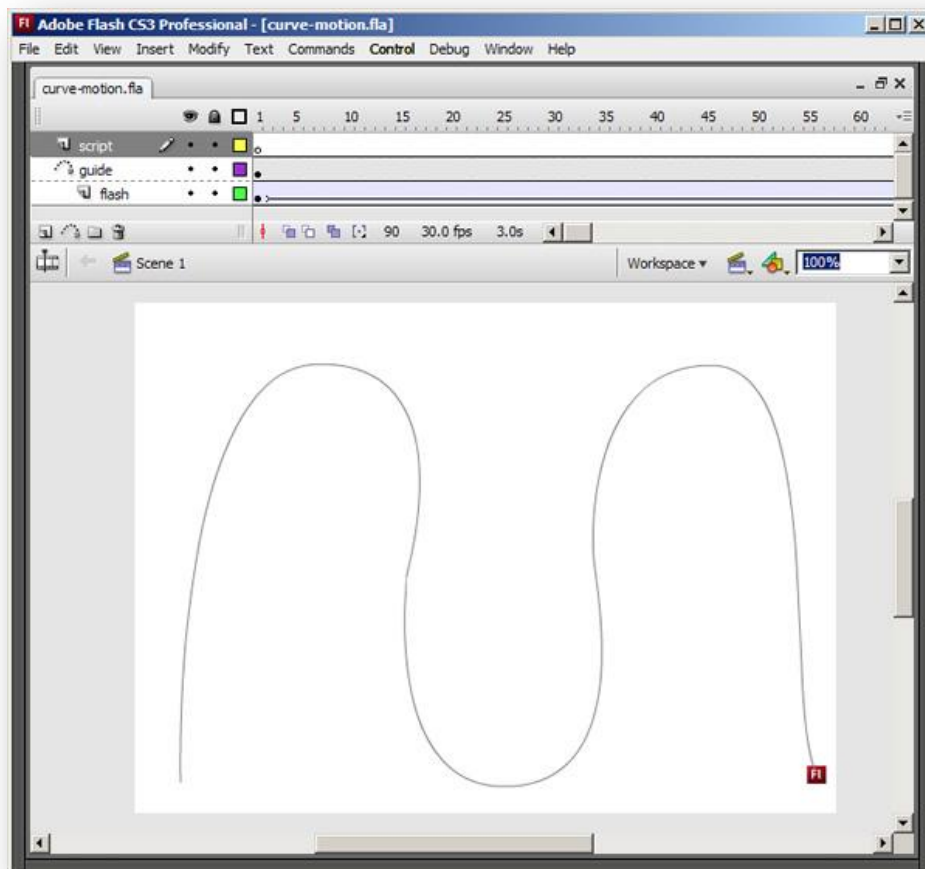 Fl Adobe Flash CS3 Professional - [curve-motion.fla]
File Edit View Insert Modify Text Commands Control Debug Window Help
curve-motion.fla
1 5 10 15 20 25 30 35 40 45 50 55 60
script
guide
flash
90 30.0 fps 3.0s
Scene 1 Workspace 100%
Fl